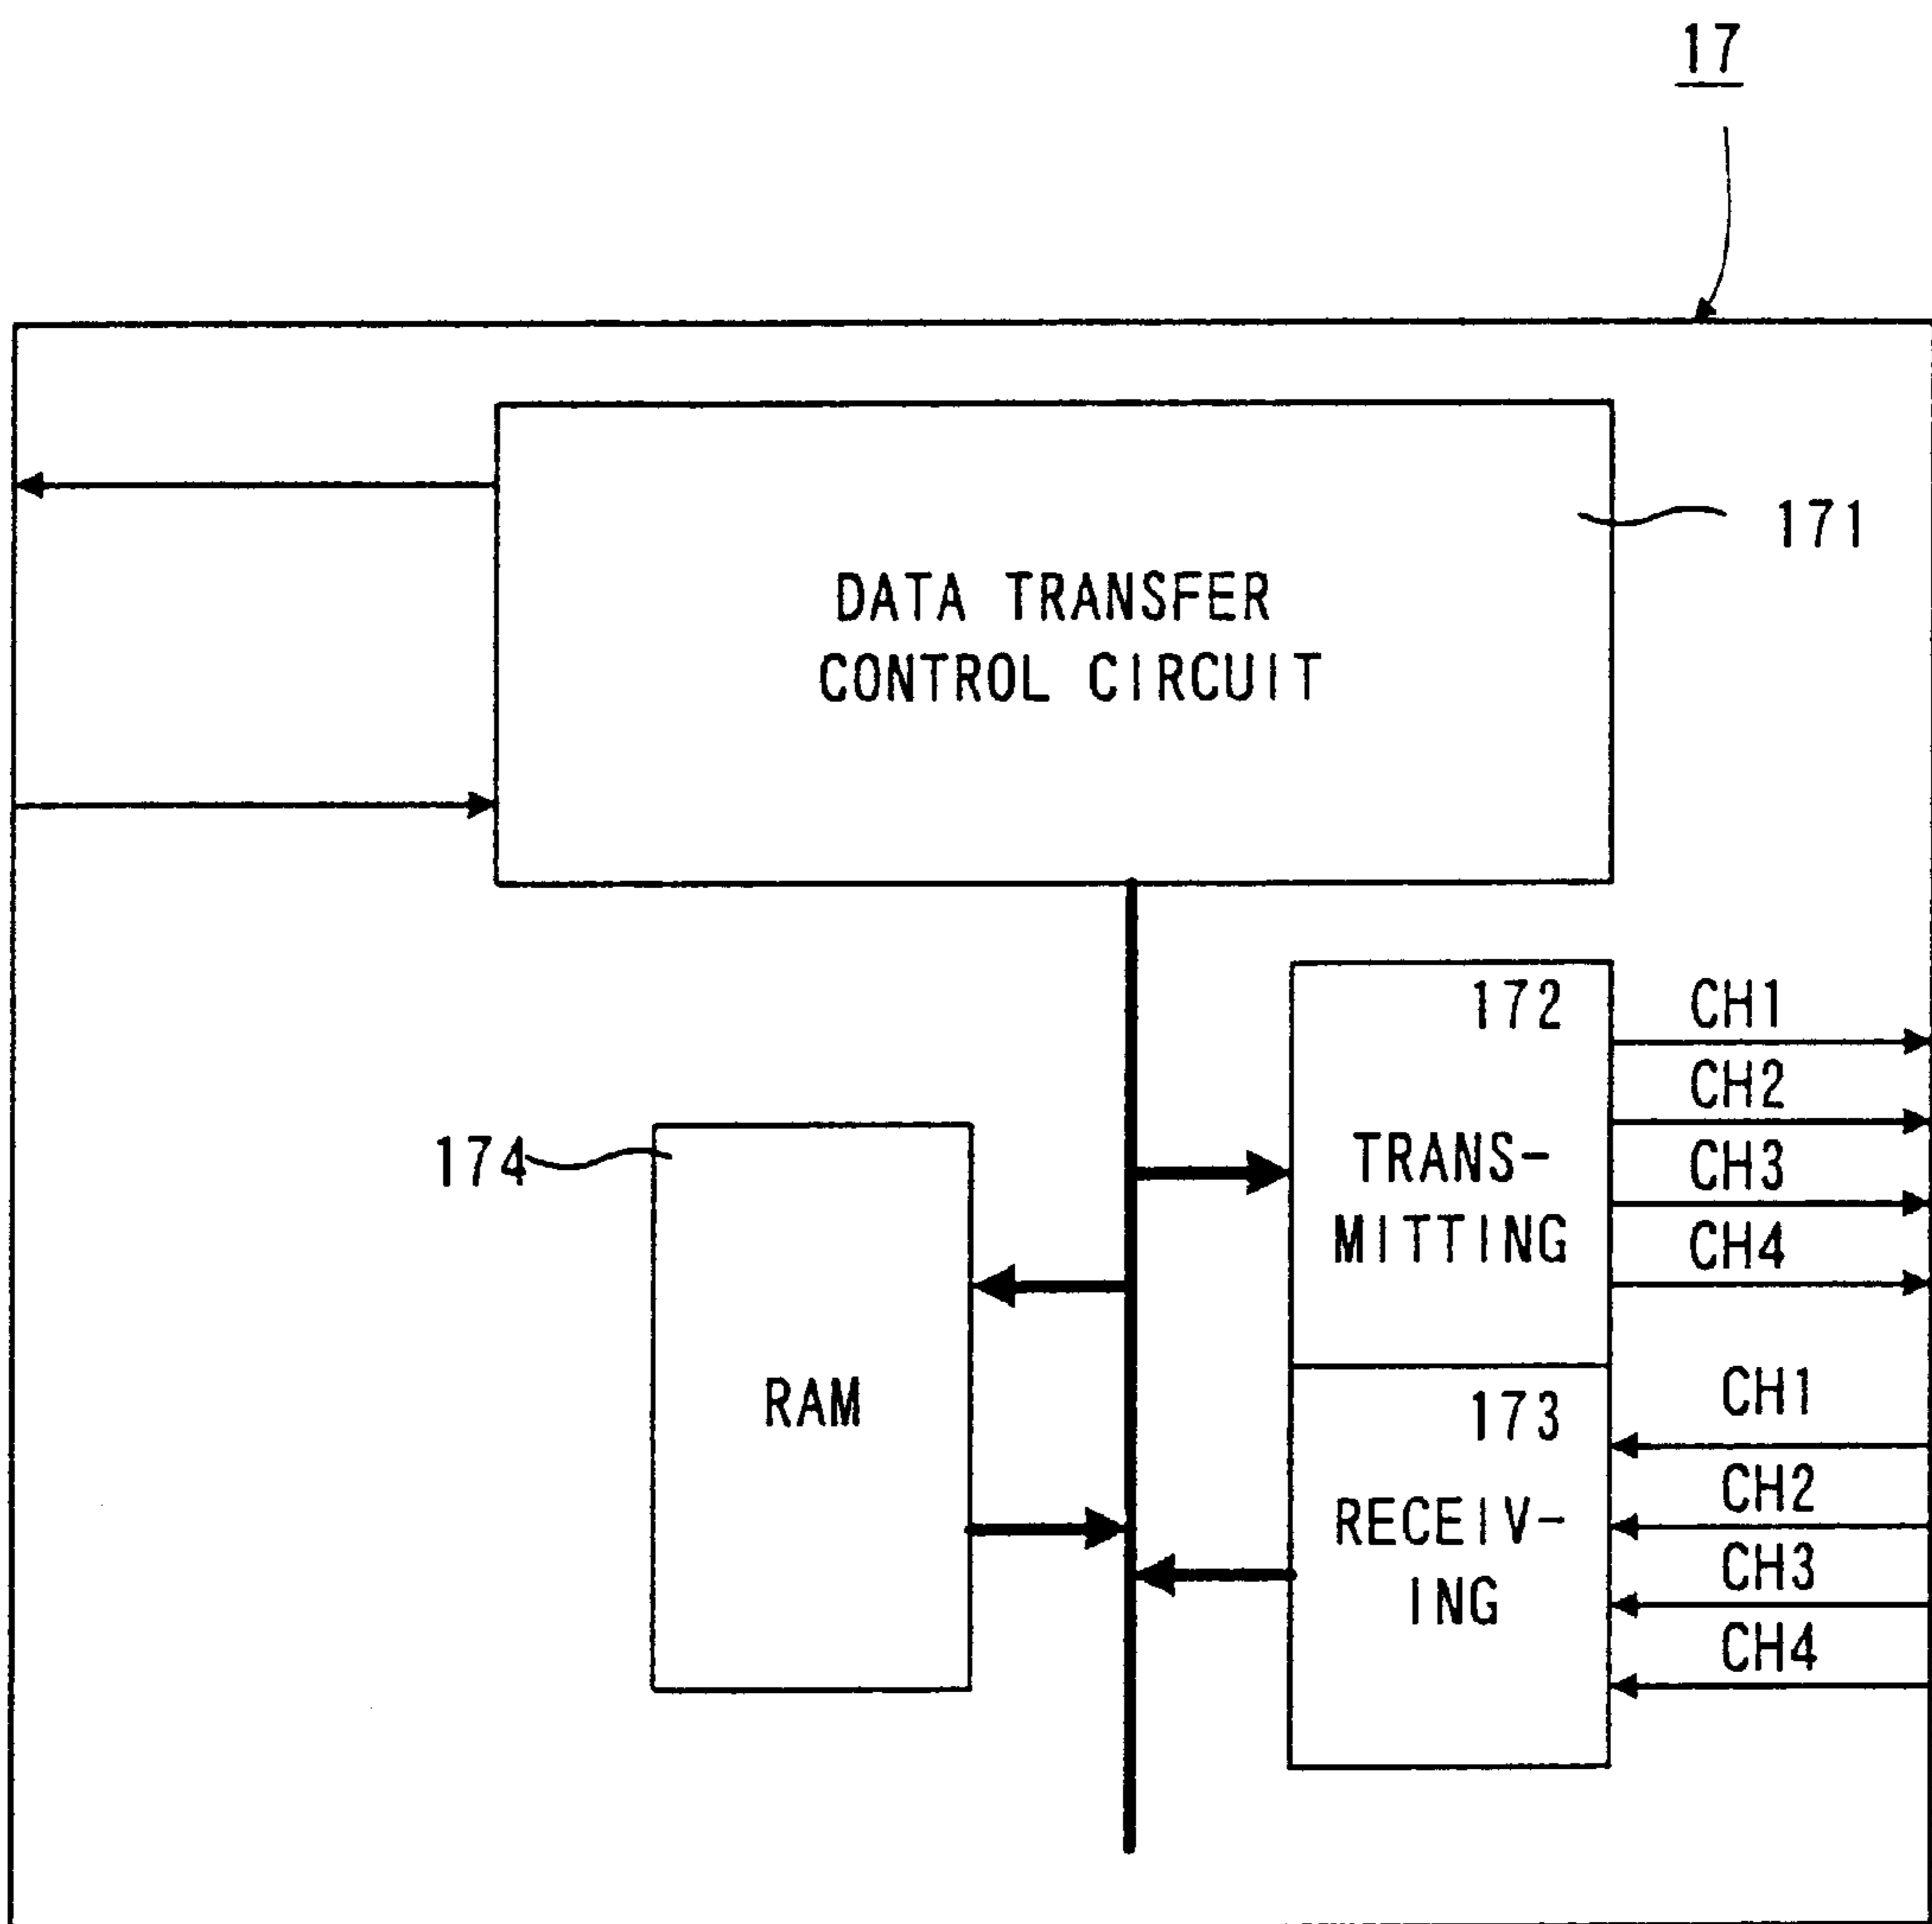 17
171
DATA TRANSFER
CONTROL CIRCUIT
172
CH1
CH2
TRANS-
MITTING
CH3
CH4
174
RAM
173
CH1
RECEIV-
ING
CH2
CH3
CH4